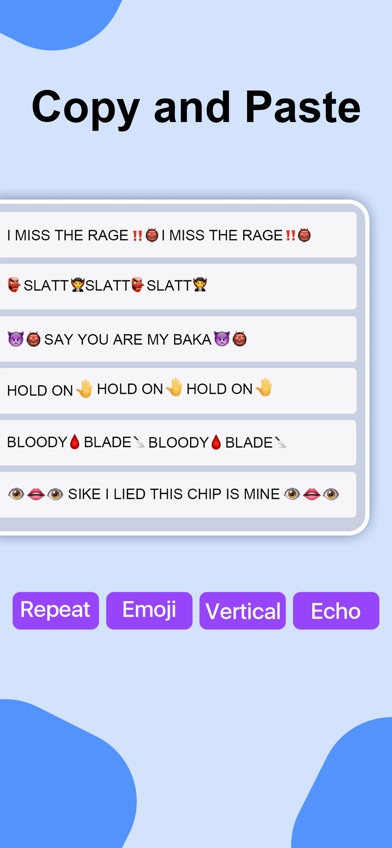 Copy and Paste
I MISS THE RAGE‼️👹I MISS THE RAGE‼️👹
👺SLATT🧛SLATT👺SLATT🧛
😈👹SAY YOU ARE MY BAKA😈👹
HOLD ON🤚HOLD ON🤚HOLD ON🤚
BLOODY🩸BLADE🔪BLOODY🩸BLADE🔪
👁️👄👁️ SIKE I LIED THIS CHIP IS MINE 👁️👄👁️
Repeat Emoji Vertical Echo